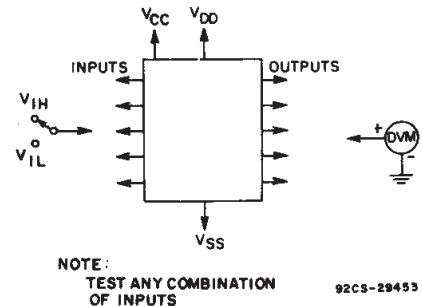 VCC VDD
INPUTS OUTPUTS
VIH
VIL
+ DVM -
VSS
NOTE:
TEST ANY COMBINATION
OF INPUTS
92CS-29453